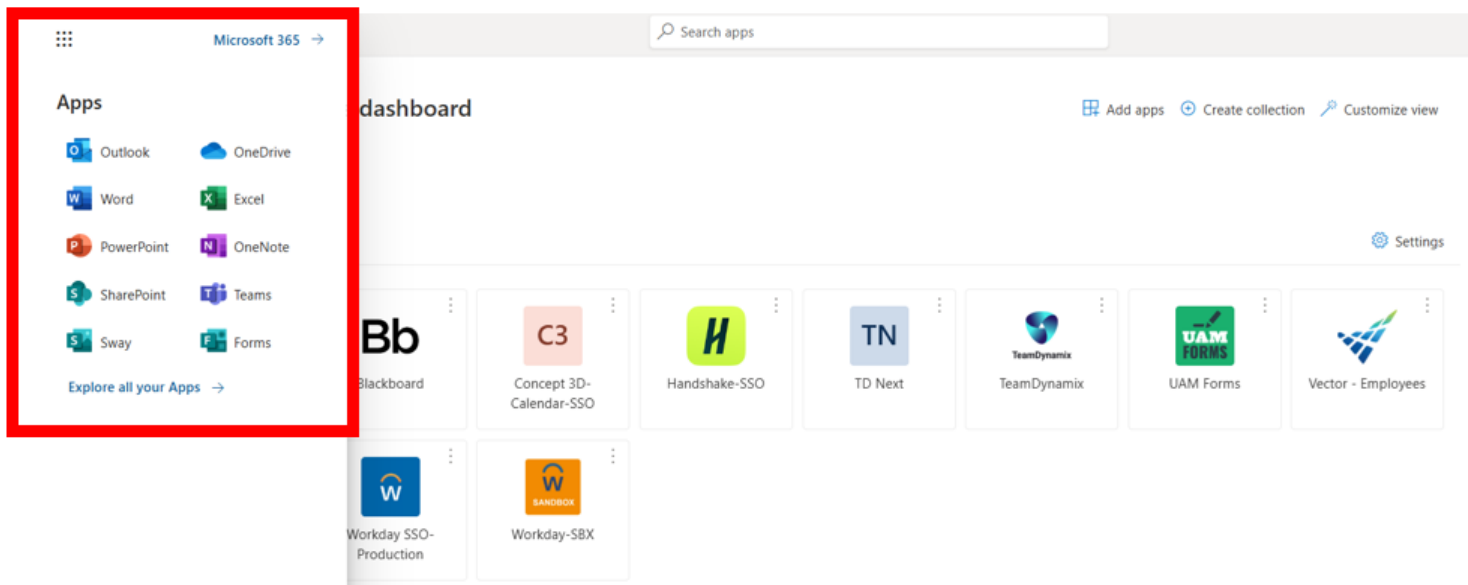 Microsoft 365 →
Search apps
Apps
dashboard
Add apps
Create collection
Customize view
Outlook
OneDrive
Word
Excel
PowerPoint
OneNote
Settings
SharePoint
Teams
Sway
Forms
Explore all your Apps →
Bb
Blackboard
C3
Concept 3D-
Calendar-SSO
H
Handshake-SSO
TN
TD Next
TeamDynamix
TeamDynamix
UAM
FORMS
UAM Forms
Vector - Employees
W
Workday SSO-
Production
W
SANDBOX
Workday-SBX